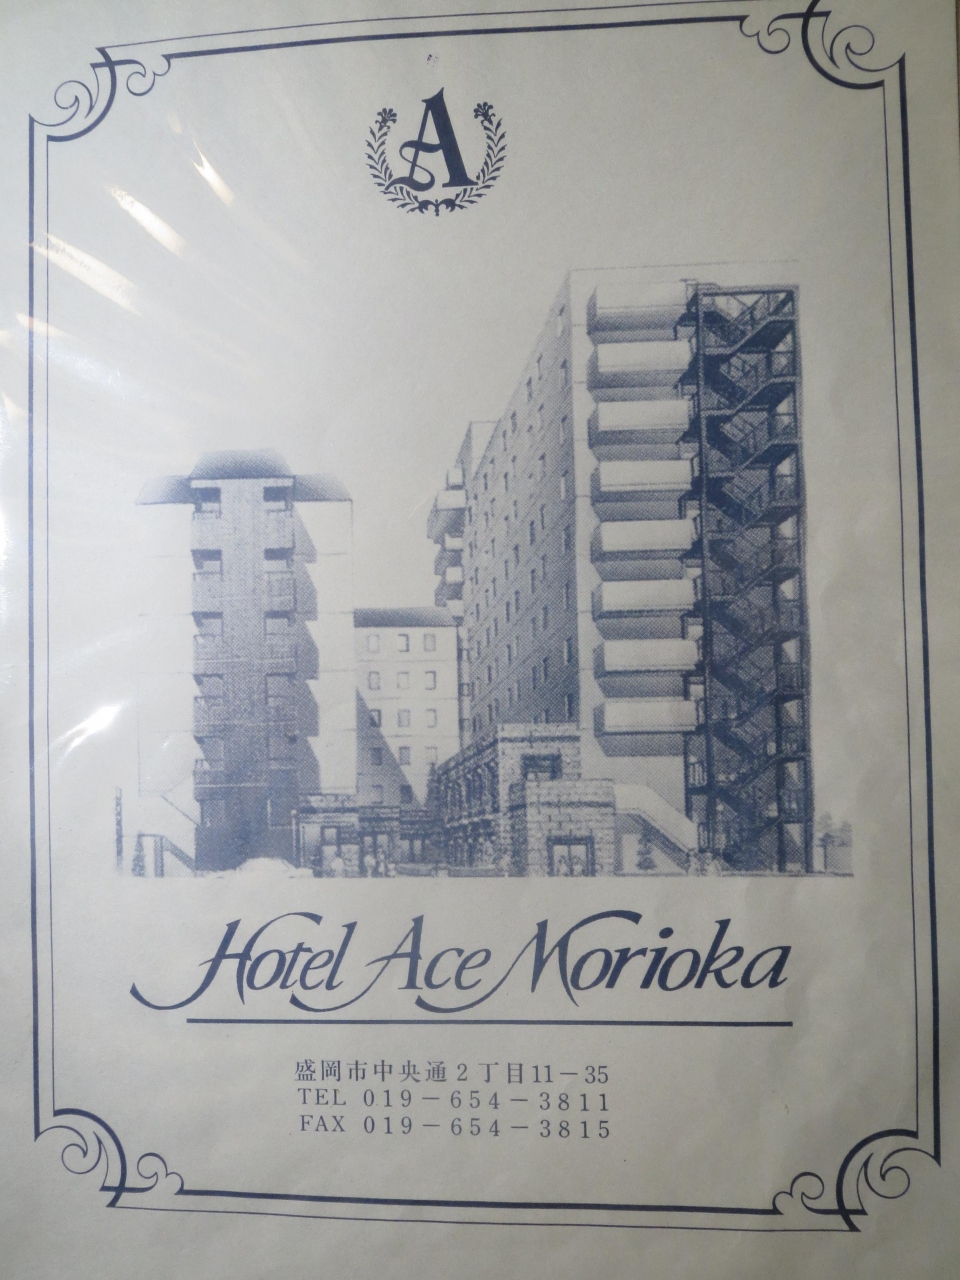 A
Hotel Ace Morioka
盛岡市中央通2丁目11－35
TEL 019－654－3811
FAX 019－654－3815